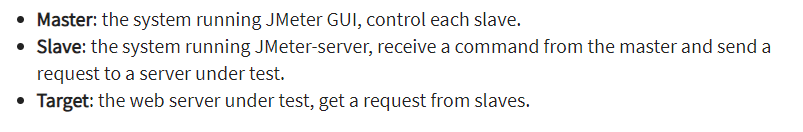 • Master: the system running JMeter GUI, control each slave.
• Slave: the system running JMeter-server, receive a command from the master and send a
request to a server under test.
• Target: the web server under test, get a request from slaves.